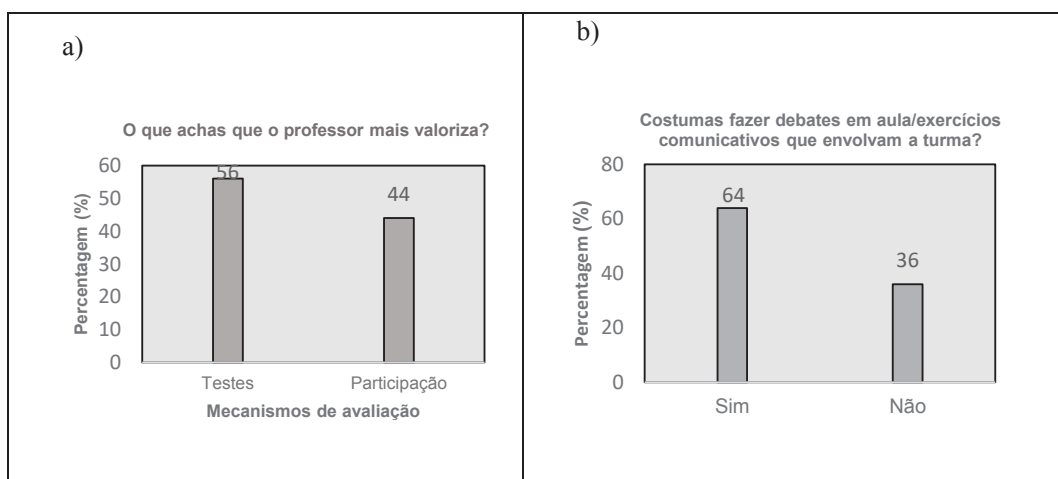 a)
O que achas que o professor mais valoriza?
Percentagem (%)
60
50
40
30
20
10
0
56
44
Testes
Participação
Mecanismos de avaliação
b)
Costumas fazer debates em aula/exercícios
comunicativos que envolvam a turma?
Percentagem (%)
80
60
40
20
0
64
36
Sim
Não